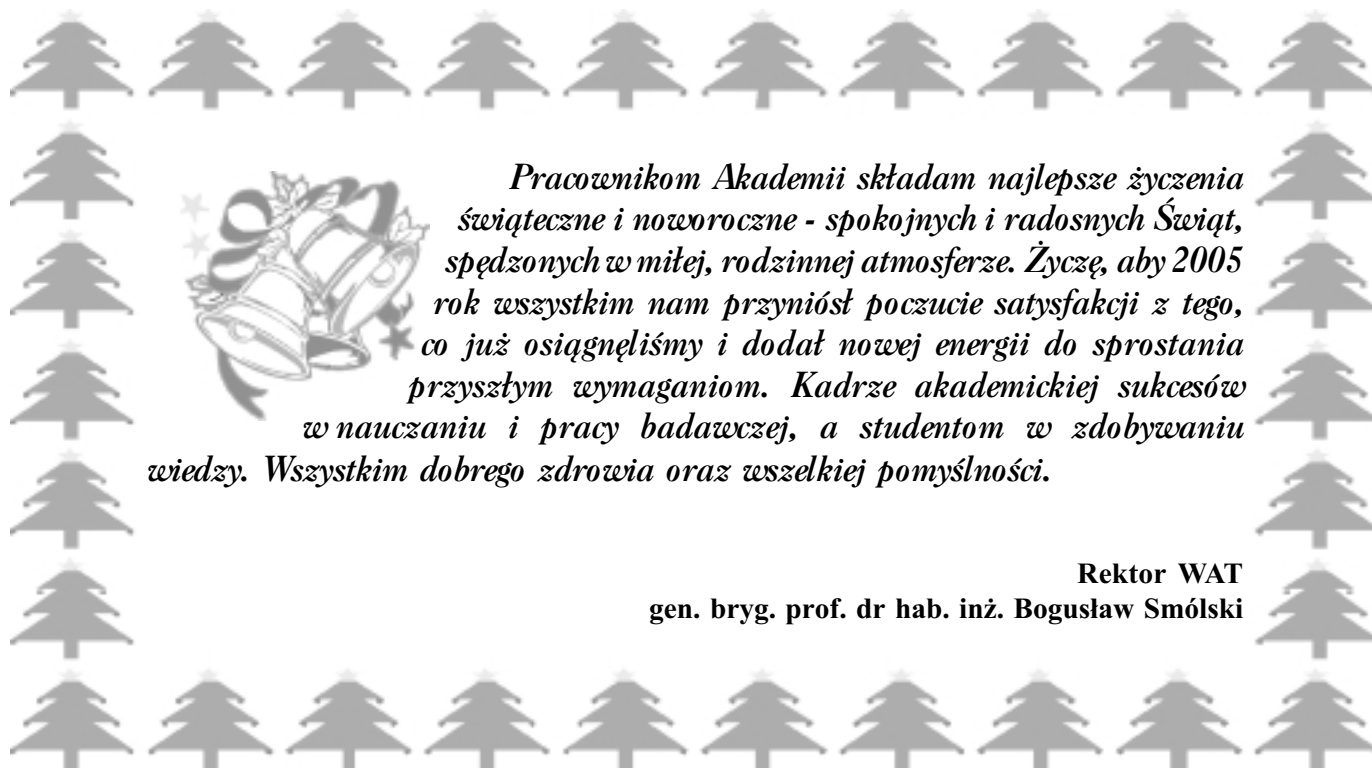 Pracownikom Akademii składam najlepsze życzenia
świąteczne i noworoczne - spokojnych i radosnych Świąt,
spędzonych w miłej, rodzinnej atmosferze. Życzę, aby 2005
rok wszystkim nam przyniósł poczucie satysfakcji z tego,
co już osiągnęliśmy i dodał nowej energii do sprostania
przyszłym wymaganiom. Kadrze akademickiej sukcesów
w nauczaniu i pracy badawczej, a studentom w zdobywaniu
wiedzy. Wszystkim dobrego zdrowia oraz wszelkiej pomyślności.
Rektor WAT
gen. bryg. prof. dr hab. inż. Bogusław Smólski